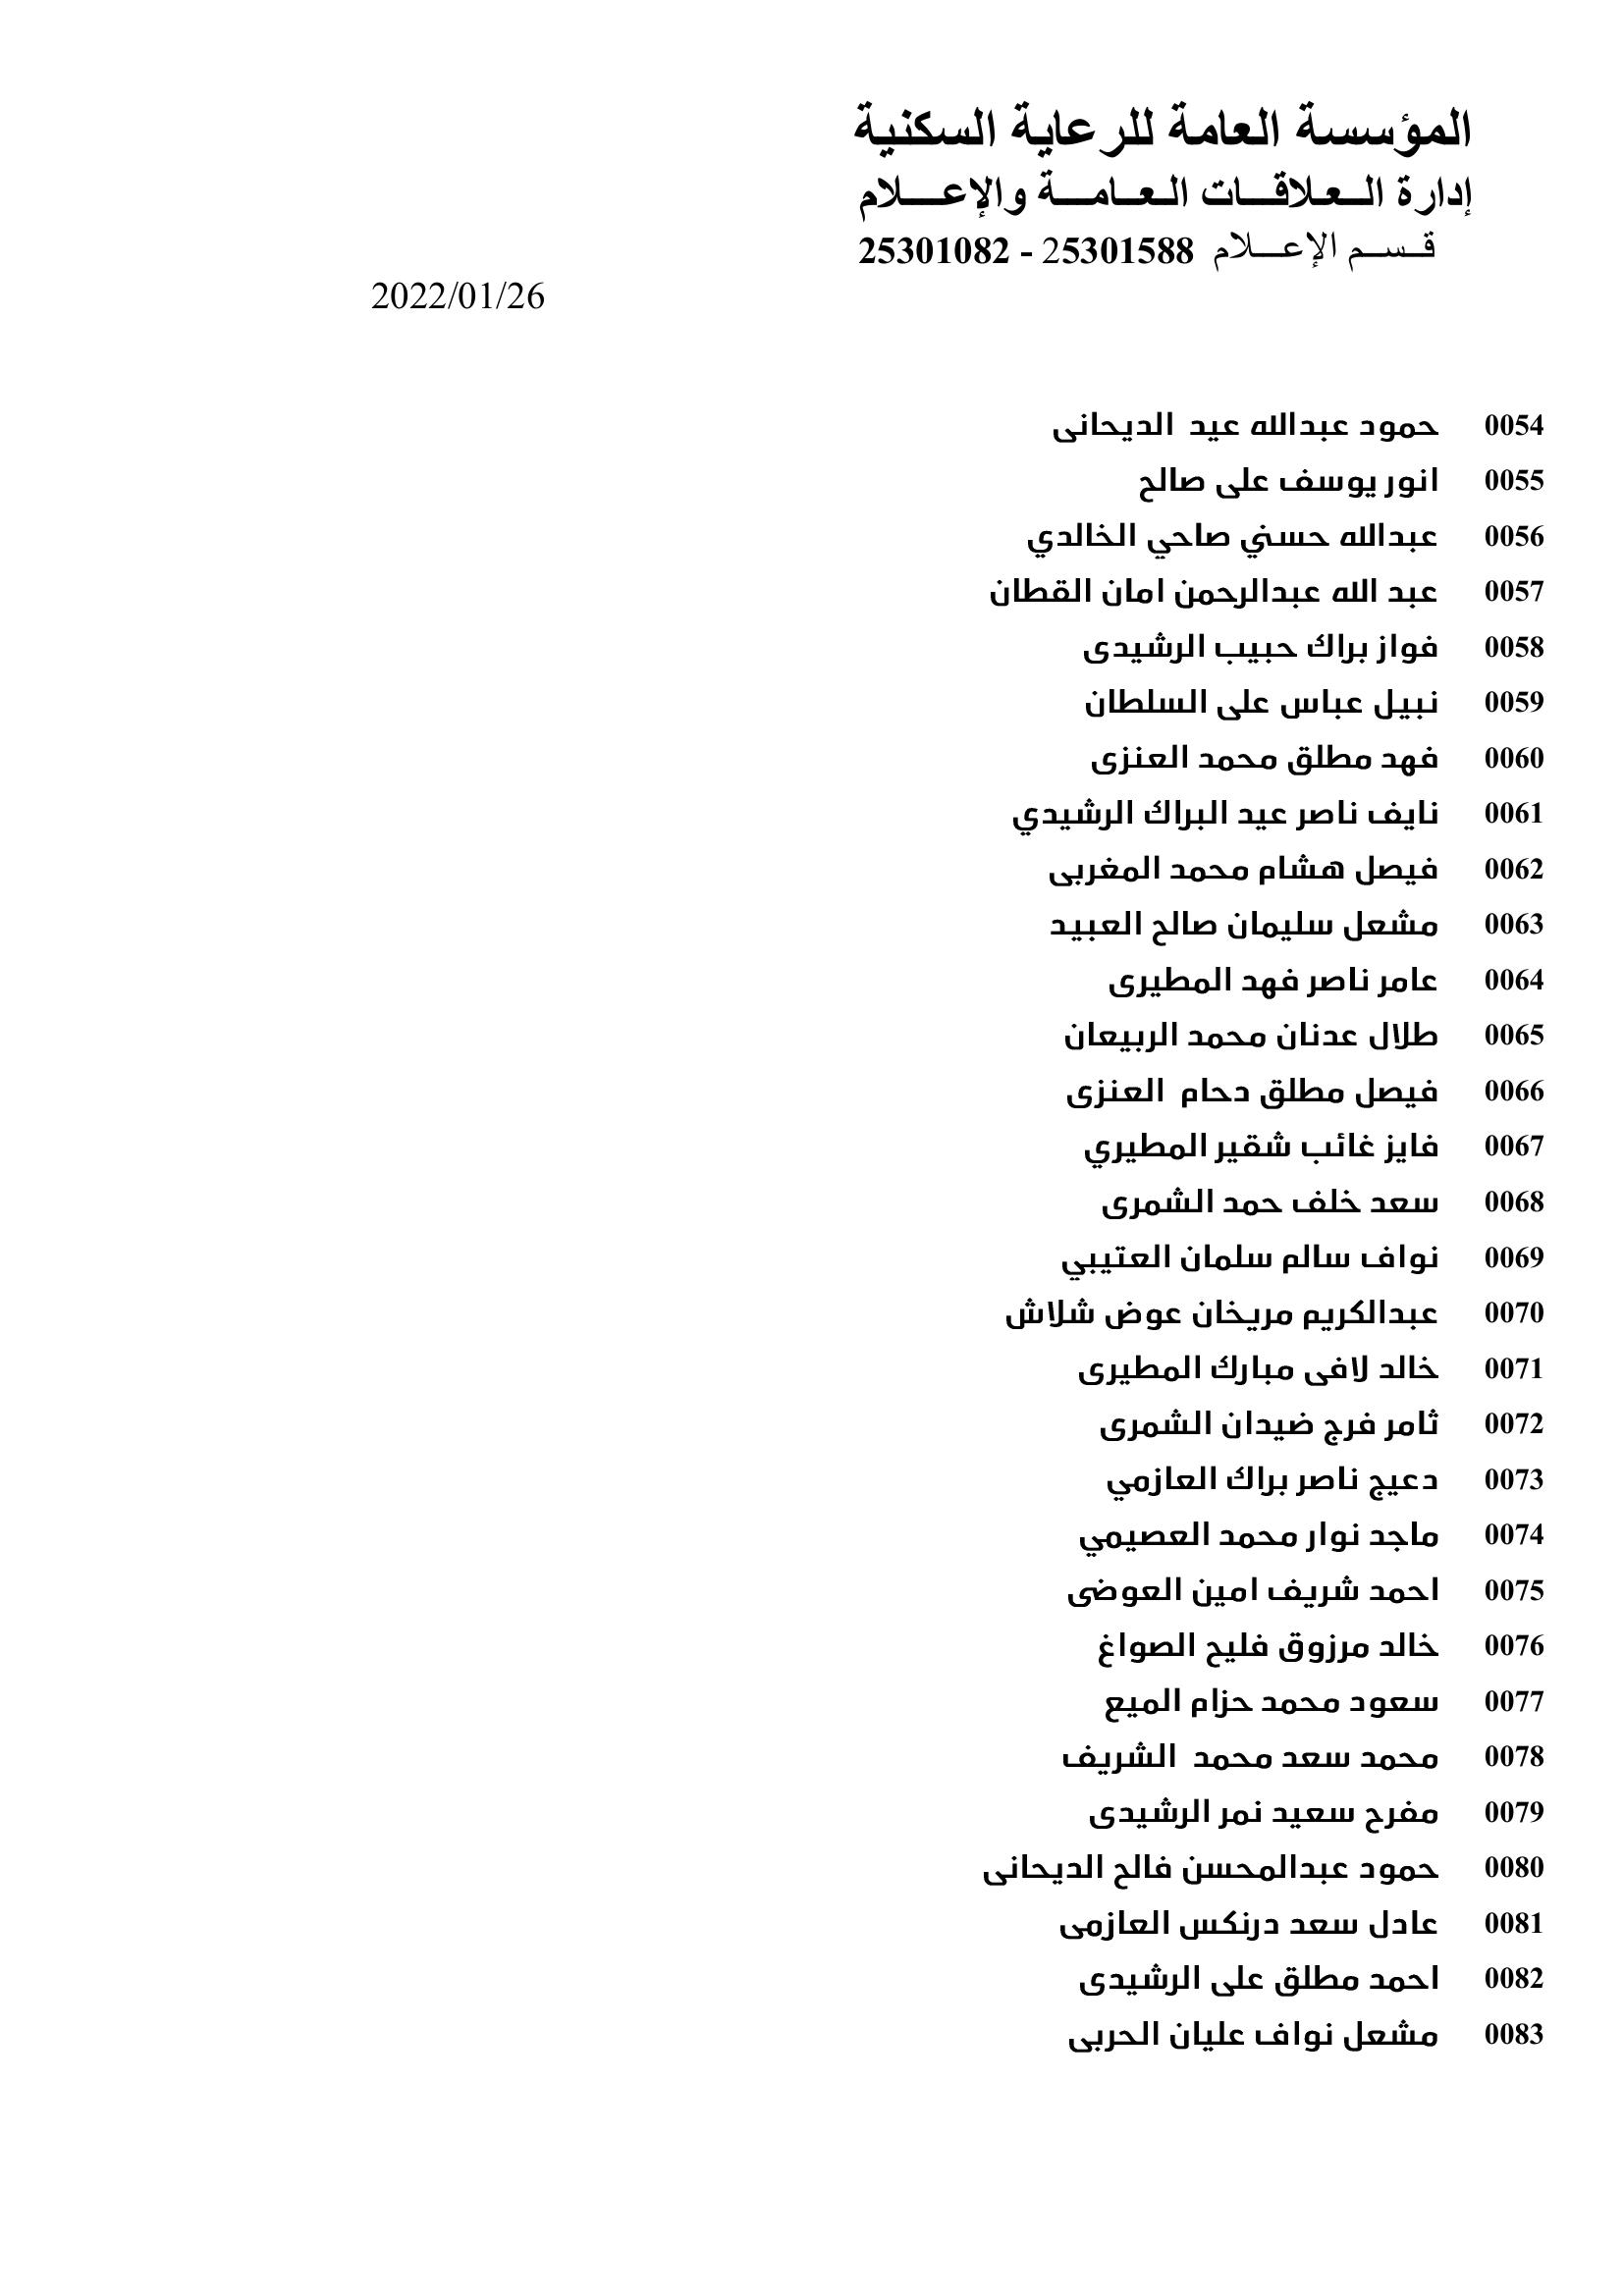 المؤسسة العامة للرعاية السكنية
إدارة الــعـلاقـــات الـعــامـــة والإعــــلام
قـــســم الإعـــلام 25301588 - 25301082
2022/01/26
0054 حمود عبدالله عيد الديحانى
0055 انور يوسف على صالح
0056 عبدالله حسني صاحي الخالدي
0057 عبد الله عبدالرحمن امان القطان
0058 فواز براك حبيب الرشيدى
0059 نبيل عباس على السلطان
0060 فهد مطلق محمد العنزى
0061 نايف ناصر عيد البراك الرشيدي
0062 فيصل هشام محمد المغربى
0063 مشعل سليمان صالح العبيد
0064 عامر ناصر فهد المطيرى
0065 طلال عدنان محمد الربيعان
0066 فيصل مطلق دحام العنزى
0067 فايز غائب شقير المطيري
0068 سعد خلف حمد الشمرى
0069 نواف سالم سلمان العتيبي
0070 عبدالكريم مريخان عوض شلاش
0071 خالد لافى مبارك المطيرى
0072 ثامر فرج ضيدان الشمرى
0073 دعيج ناصر براك العازمي
0074 ماجد نوار محمد العصيمي
0075 احمد شريف امين العوضى
0076 خالد مرزوق فليح الصواغ
0077 سعود محمد حزام الميع
0078 محمد سعد محمد الشريف
0079 مفرح سعيد نمر الرشيدى
0080 حمود عبدالمحسن فالح الديحانى
0081 عادل سعد درنكس العازمى
0082 احمد مطلق على الرشيدى
0083 مشعل نواف عليان الحربى